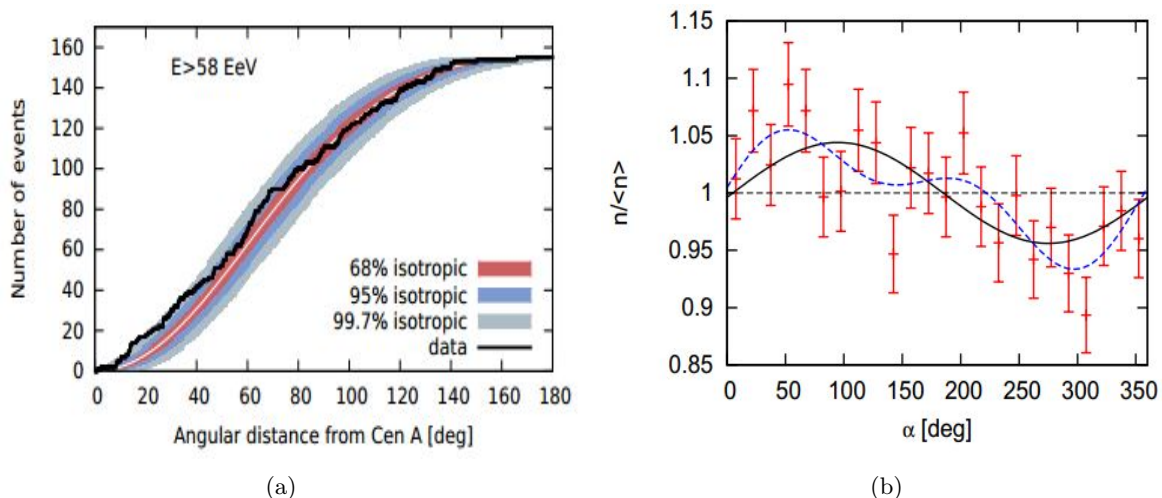 Number of events
160
140
120
100
80
60
40
20
0
E>58 EeV
68% isotropic
95% isotropic
99.7% isotropic
data
0 20 40 60 80 100 120 140 160 180
Angular distance from Cen A [deg]
(a)
n/<n>
1.15
1.1
1.05
1
0.95
0.9
0.85
0 50 100 150 200 250 300 350
α [deg]
(b)